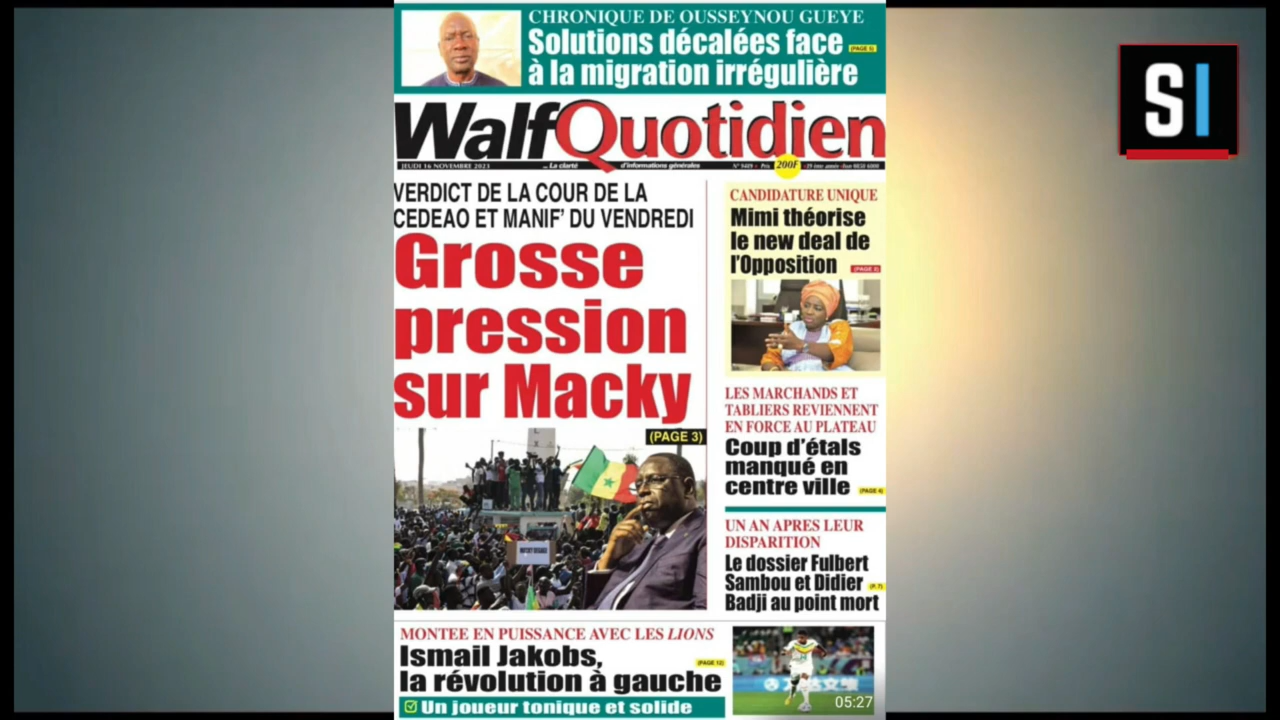 CHRONIQUE DE OUSSEYNOU GUEYE
Solutions décalées face
(PAGE 5)
à la migration irrégulière
WalfQuotidien
JEUDI 16 NOVEMBRE 2023
... La clarté
d'informations générales
Prix
200F
VERDICT DE LA COUR DE LA
CEDEAO ET MANIF’ DU VENDREDI
Grosse
pression
sur Macky
(PAGE 3)
CANDIDATURE UNIQUE
Mimi théorise
le new deal de
l’Opposition
LES MARCHANDS ET
TABLIERS REVIENNENT
EN FORCE AU PLATEAU
Coup d’étals
manqué en
centre ville
(PAGE 4)
UN AN APRES LEUR
DISPARITION
Le dossier Fulbert
Sambou et Didier
(P.7)
Badji au point mort
MONTEE EN PUISSANCE AVEC LES LIONS
Ismail Jakobs,
la révolution à gauche
Un joueur tonique et solide
SI
05:27